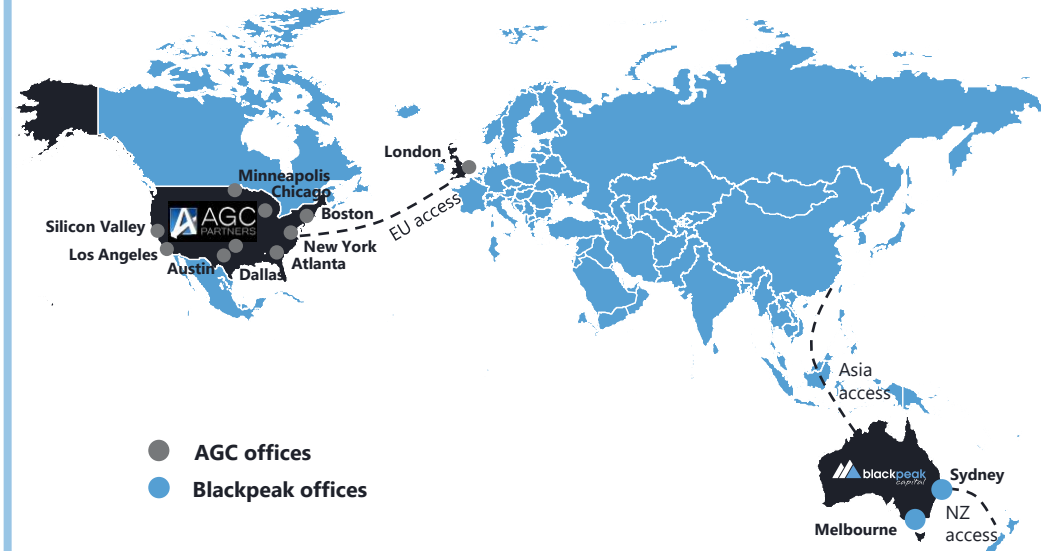 London
Minneapolis
Chicago
AGC
PARTNERS
Boston
EU access
Silicon Valley
New York
Los Angeles
Atlanta
Austin
Dallas
Asia
access
AGC offices
blackpeak
capital
Sydney
Blackpeak offices
NZ
access
Melbourne